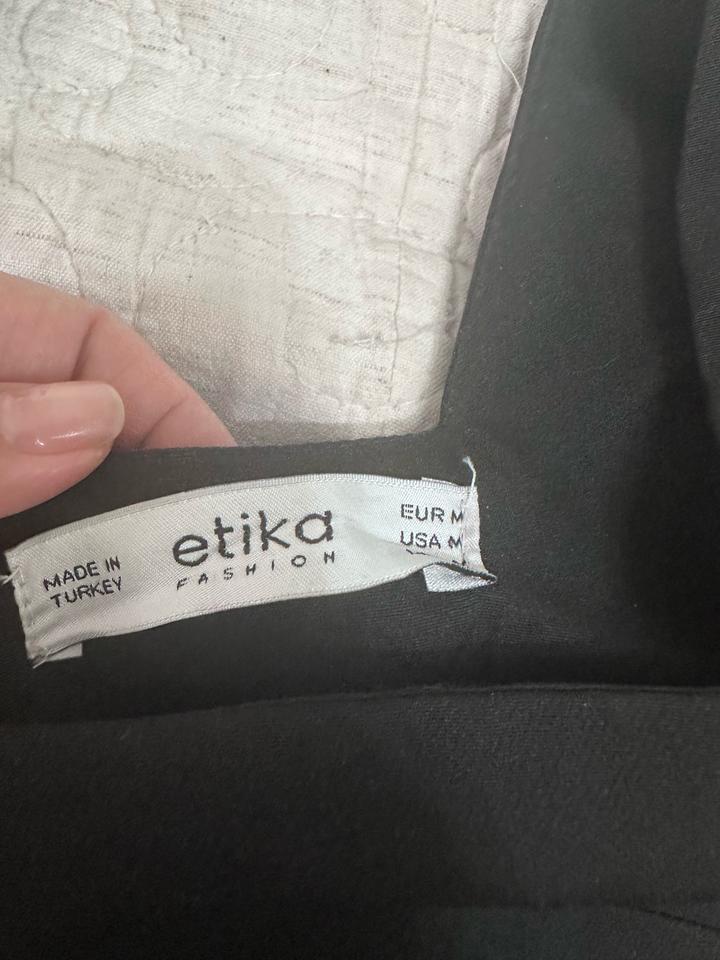 MADE IN
TURKEY
etika
FASHION
EUR M
USA M